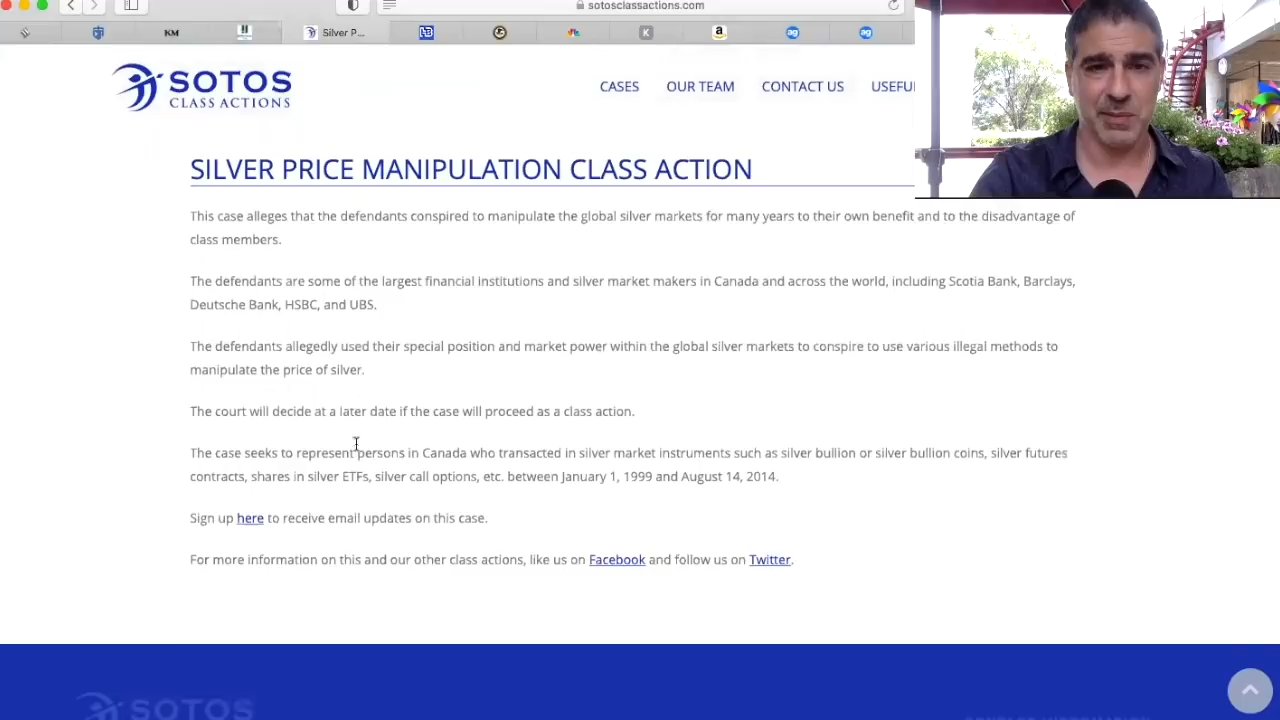 sotosclassactions.com
KM
Silver P...
SOTOS
CLASS ACTIONS
CASES OUR TEAM CONTACT US USEFU
SILVER PRICE MANIPULATION CLASS ACTION
This case alleges that the defendants conspired to manipulate the global silver markets for many years to their own benefit and to the disadvantage of
class members.
The defendants are some of the largest financial institutions and silver market makers in Canada and across the world, including Scotia Bank, Barclays,
Deutsche Bank, HSBC, and UBS.
The defendants allegedly used their special position and market power within the global silver markets to conspire to use various illegal methods to
manipulate the price of silver.
The court will decide at a later date if the case will proceed as a class action.
The case seeks to represent persons in Canada who transacted in silver market instruments such as silver bullion or silver bullion coins, silver futures
contracts, shares in silver ETFs, silver call options, etc. between January 1, 1999 and August 14, 2014.
Sign up here to receive email updates on this case.
For more information on this and our other class actions, like us on Facebook and follow us on Twitter.
SOTOS